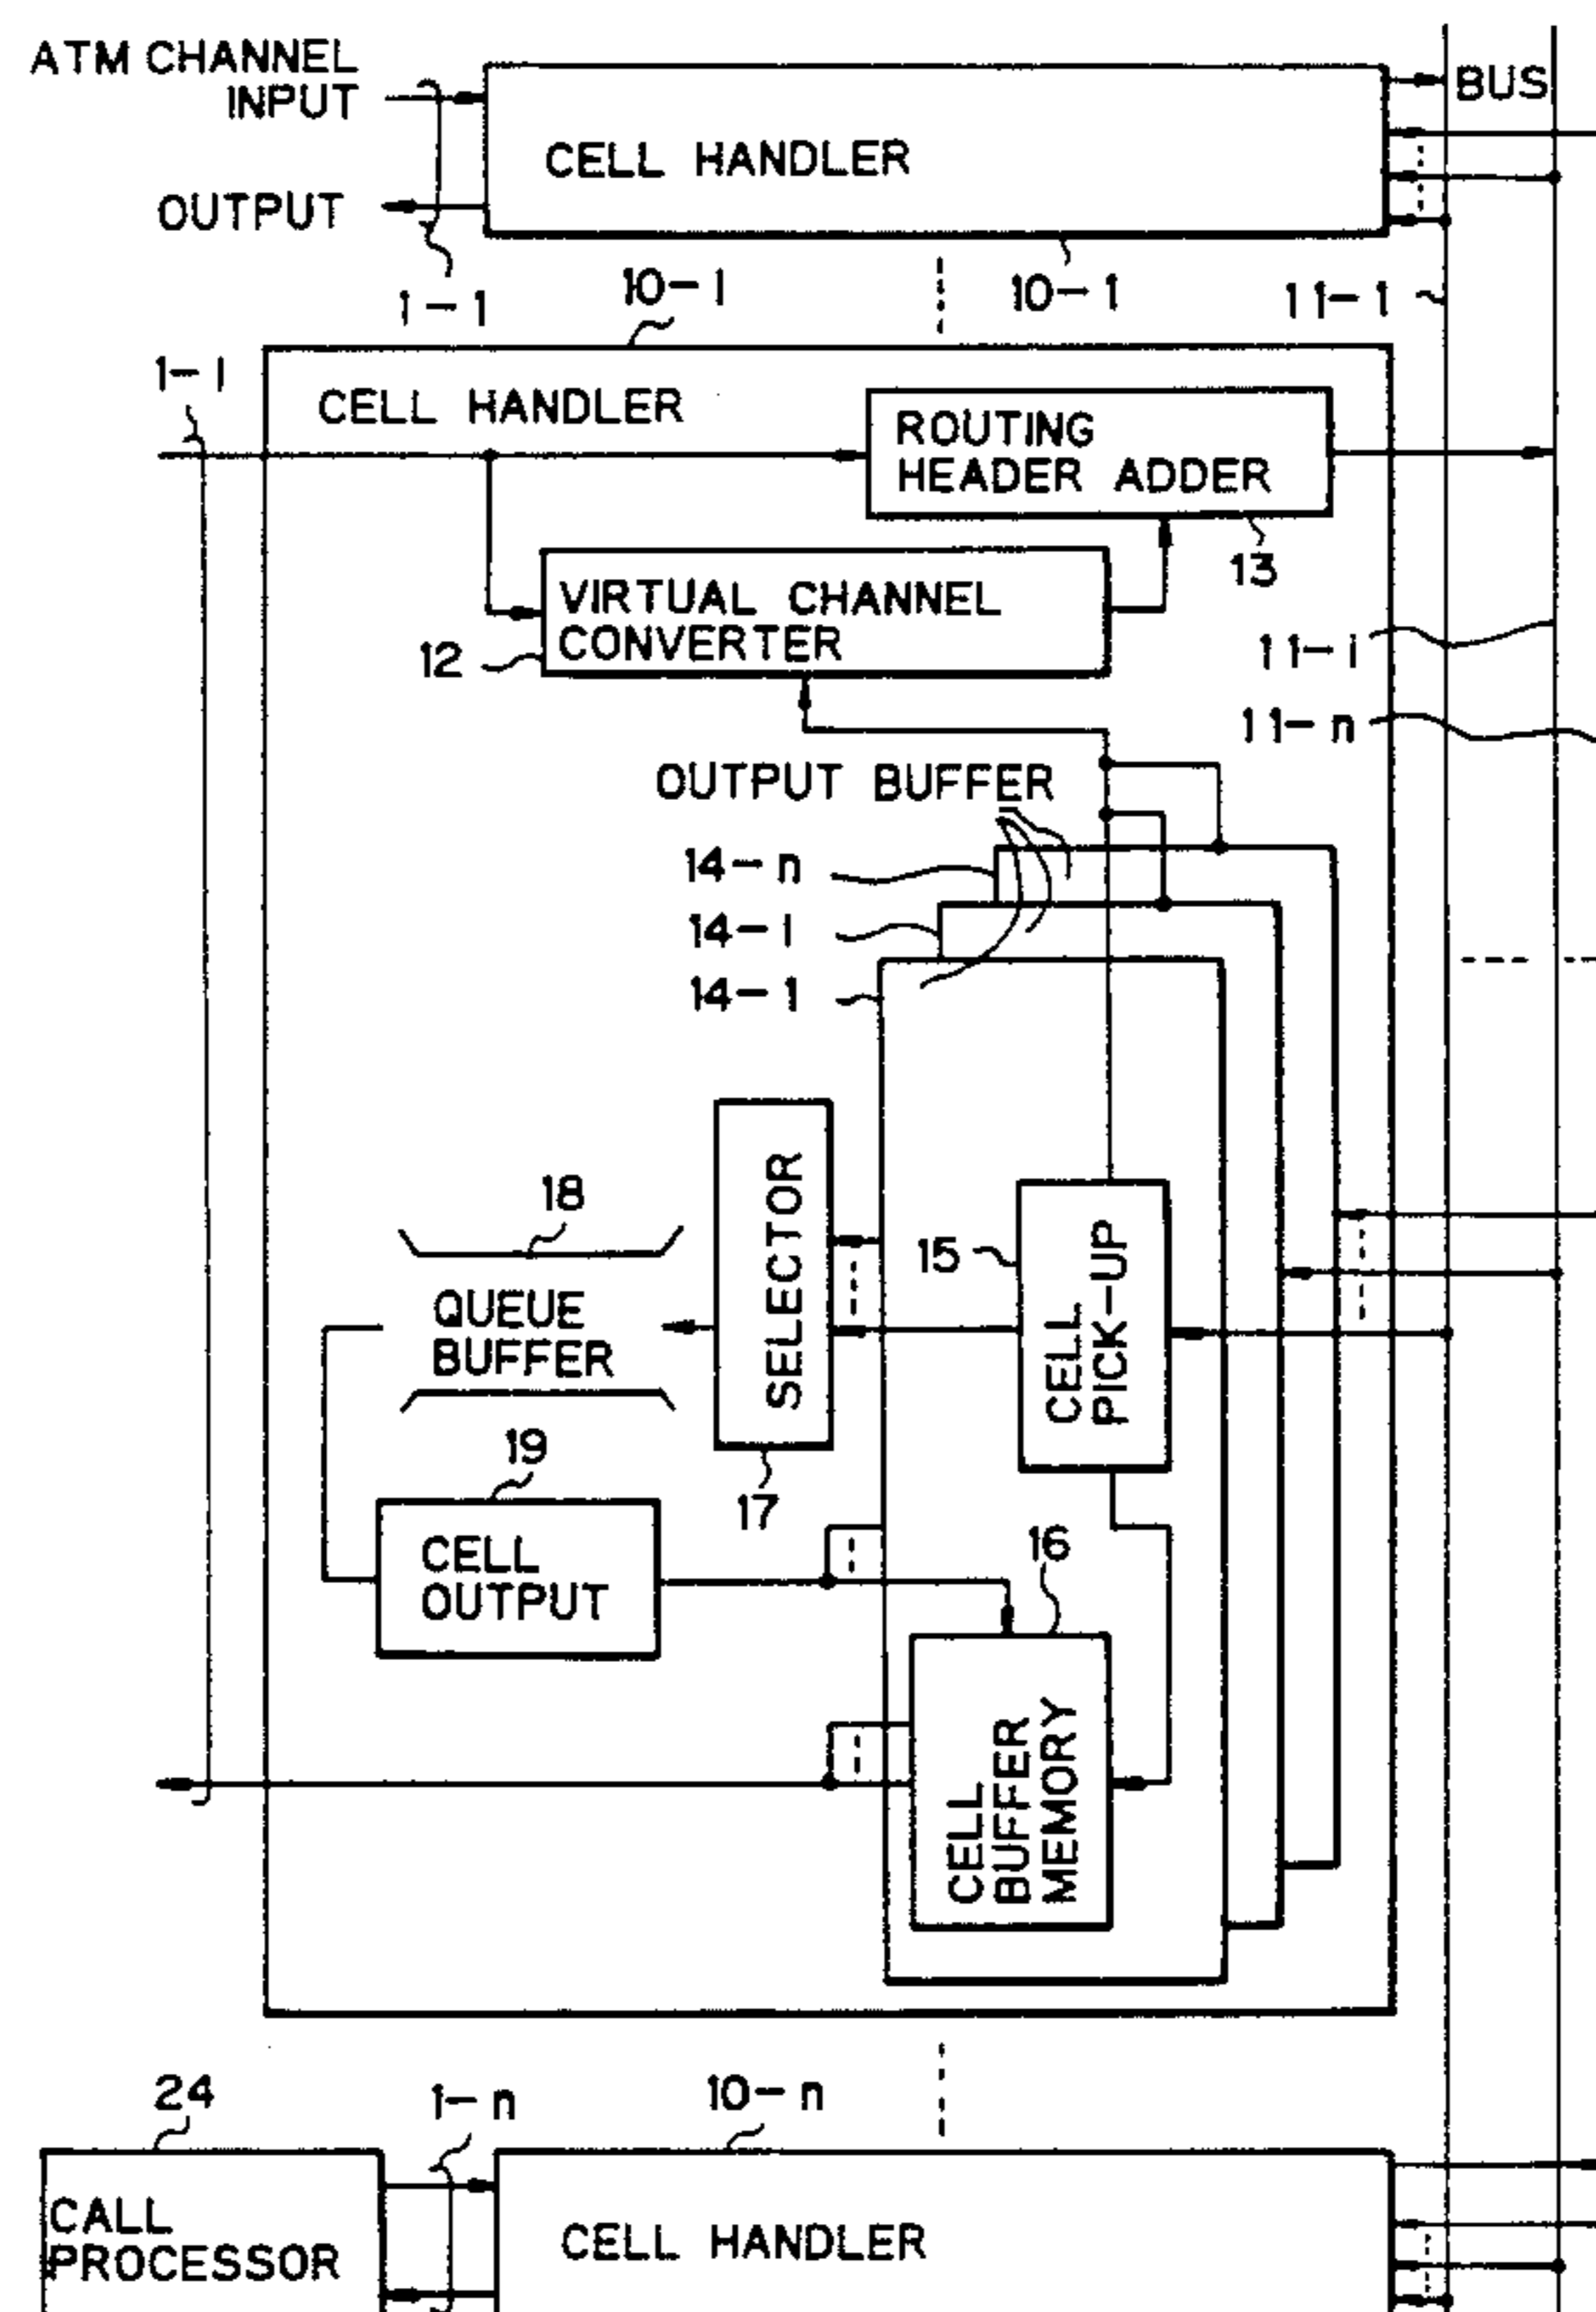 ATM CHANNEL
INPUT
BUS
CELL HANDLER
OUTPUT
1-1
10-1
10-1
11-1
1-1
CELL HANDLER
ROUTING
HEADER ADDER
13
VIRTUAL CHANNEL
CONVERTER
12
11-i
11-n
OUTPUT BUFFER
14-n
14-1
14-1
18
SELECTOR
15
CELL
PICK-UP
QUEUE
BUFFER
19
17
CELL
OUTPUT
16
CELL
BUFFER
MEMORY
24
1-n
10-n
CALL
PROCESSOR
CELL HANDLER